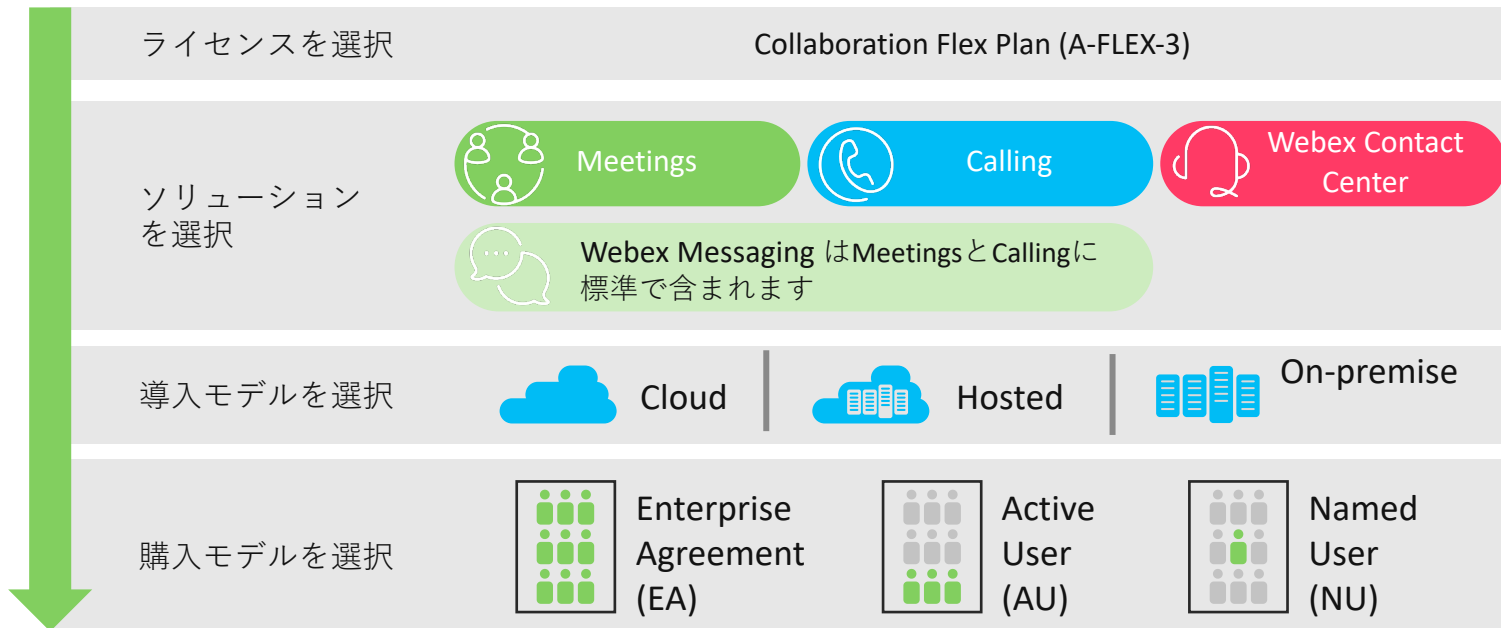 ライセンスを選択
Collaboration Flex Plan (A-FLEX-3)
ソリューション
を選択
Meetings
Calling
Webex Contact
Center
Webex Messaging はMeetingsとCallingに
標準で含まれます
導入モデルを選択
Cloud
Hosted
On-premise
購入モデルを選択
Enterprise
Agreement
(EA)
Active
User
(AU)
Named
User
(NU)